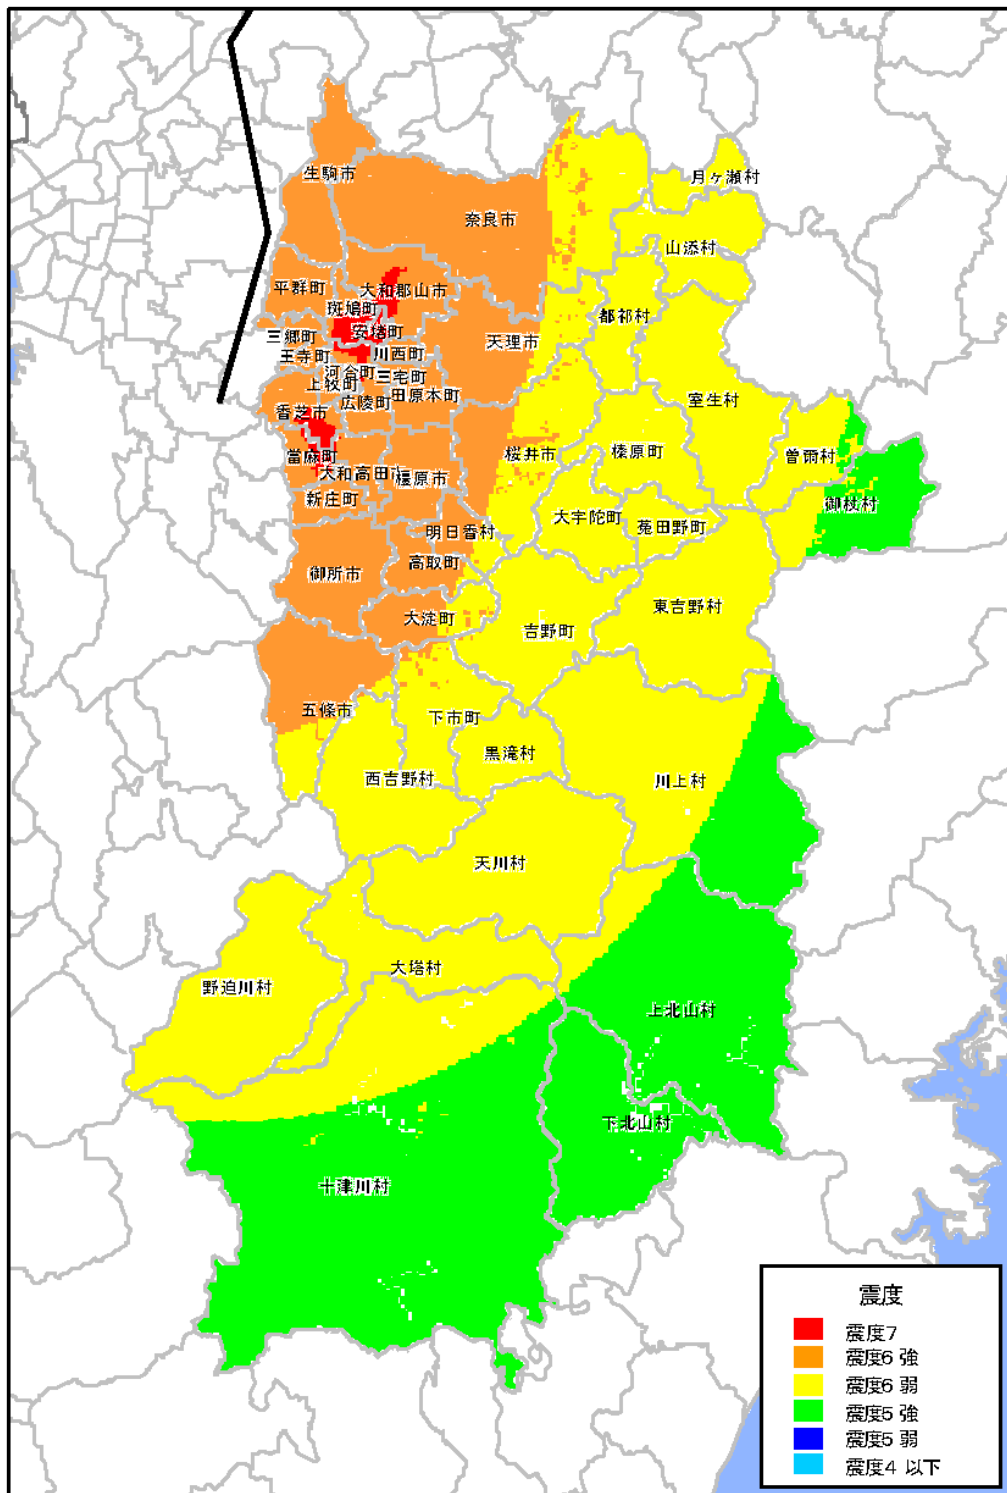 生駒市
月ヶ瀬村
奈良市
山添村
平群町
大和郡山市
斑鳩町
都祁村
安堵町
三郷町
天理市
王寺町
川西町
河合町
三宅町
上牧町
田原本町
広陵町
室生村
香芝市
當麻町
桜井市
榛原町
曽爾村
大和高田市
橿原市
新庄町
御杖村
大宇陀町
菟田野町
明日香村
高取町
御所市
東吉野村
大淀町
吉野町
五條市
下市町
黒滝村
西吉野村
川上村
天川村
大塔村
野迫川村
上北山村
下北山村
十津川村
震度
震度7
震度6 強
震度6 弱
震度5 強
震度5 弱
震度4 以下